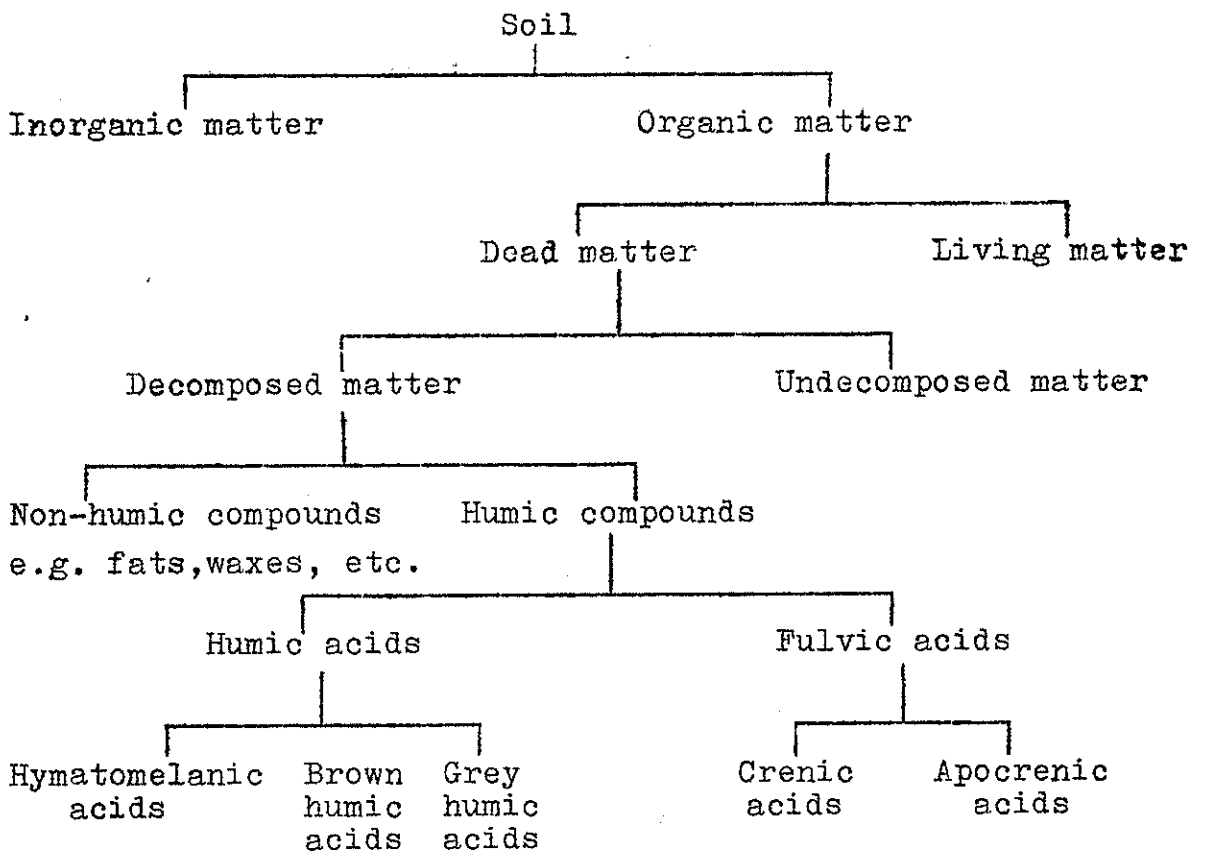 Soil
Inorganic matter
Organic matter
Dead matter
Living matter
Decomposed matter
Undecomposed matter
Non-humic compounds
e.g. fats,waxes, etc.
Humic compounds
Humic acids
Fulvic acids
Hymatomelanic
acids
Brown
humic
acids
Grey
humic
acids
Crenic
acids
Apocrenic
acids